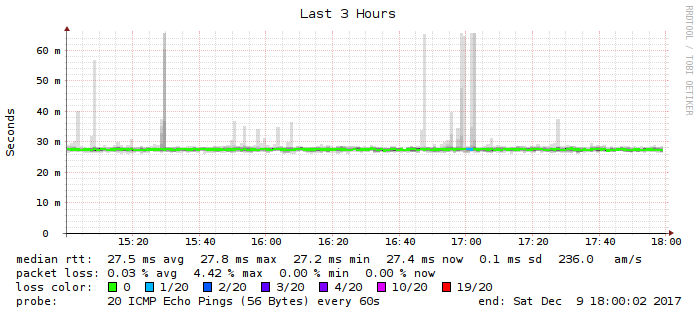 Last 3 Hours
RRDTOOL / TOBI OETIKER
Seconds
60 m
50 m
40 m
30 m
20 m
10 m
0
15:20 15:40 16:00 16:20 16:40 17:00 17:20 17:40 18:00
median rtt: 27.5 ms avg 27.8 ms max 27.2 ms min 27.4 ms now 0.1 ms sd 236.0 am/s
packet loss: 0.03 % avg 4.42 % max 0.00 % min 0.00 % now
loss color: 0 1/20 2/20 3/20 4/20 10/20 19/20
probe: 20 ICMP Echo Pings (56 Bytes) every 60s end: Sat Dec 9 18:00:02 2017